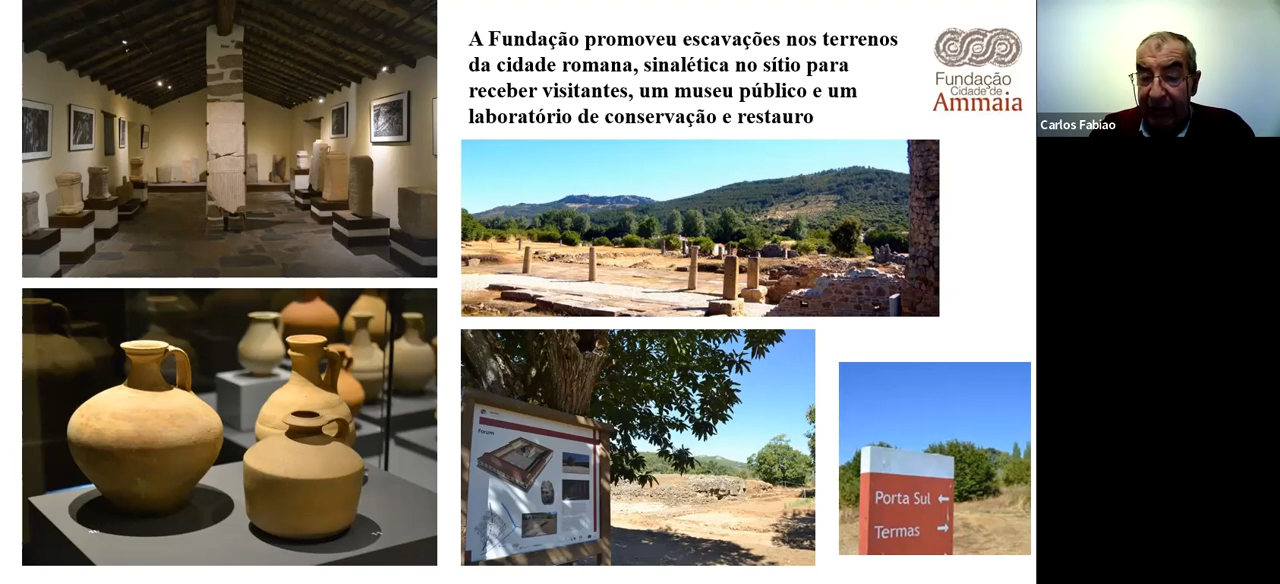 A Fundação promoveu escavações nos terrenos
da cidade romana, sinalética no sítio para
receber visitantes, um museu público e um
laboratório de conservação e restauro
Fundação
Cidade de
Ammaia
Carlos Fabiao
Forum
Porta Sul
Termas